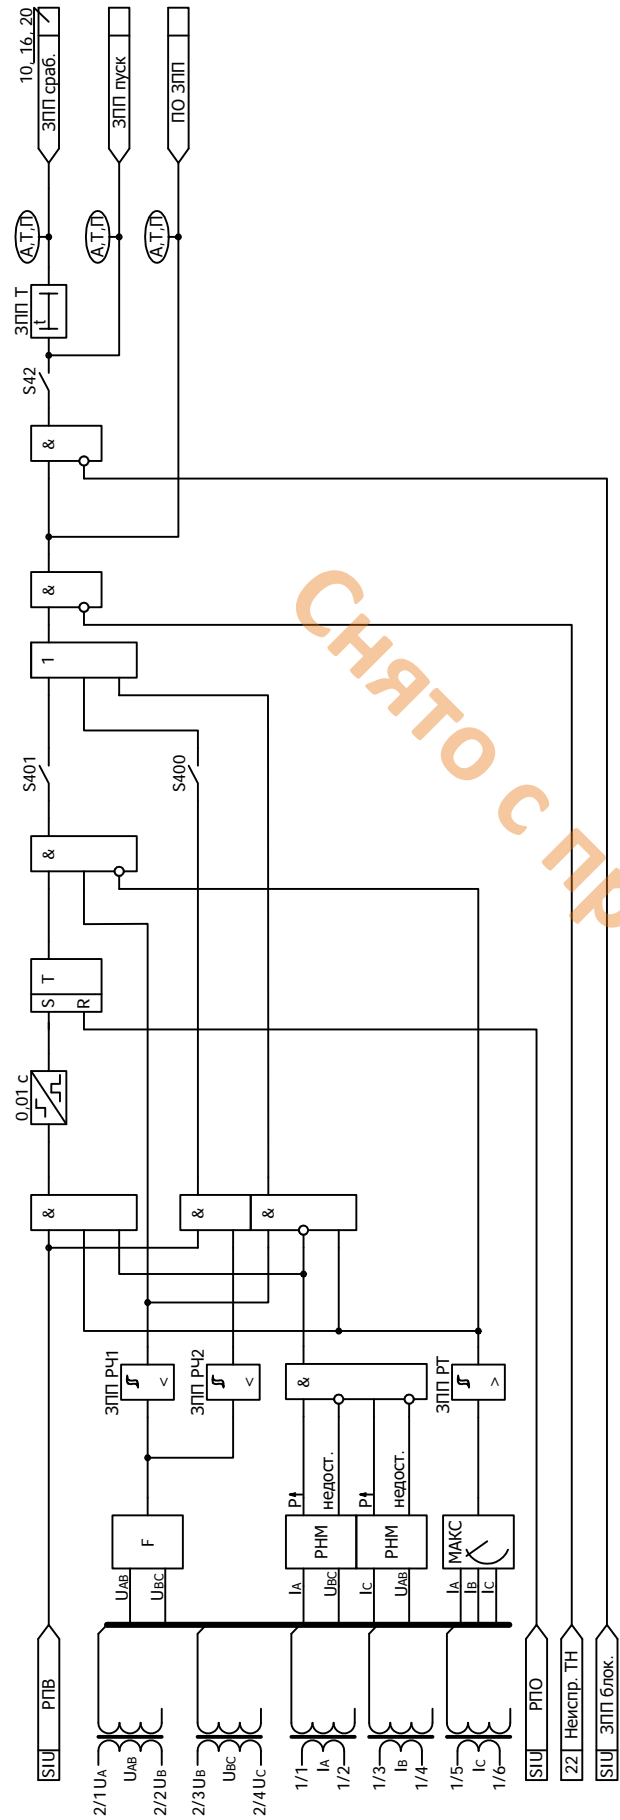 10, 16, 20
ЗПП сраб.
ЗПП пуск
ПО ЗПП
А,Т,П
А,Т,П
А,Т,П
ЗПП Т
t
S42
&
&
1
S401
S400
&
T
S
R
0,01 с
&
&
&
ЗПП РЧ1
<
ЗПП РЧ2
<
&
ЗПП РТ
>
F
UAB
UBC
P
недост.
P
недост.
РНМ
РНМ
IA
UBC
IC
UAB
МАКС
IA
IB
IC
SIU РПВ
2/1 UA
UAB
2/2 UB
2/3 UB
UBC
2/4 UC
1/1
IA
1/2
1/3
IB
1/4
1/5
IC
1/6
SIU РПО
22 Неиспр. ТН
SIU ЗПП блок.
Снято с пр